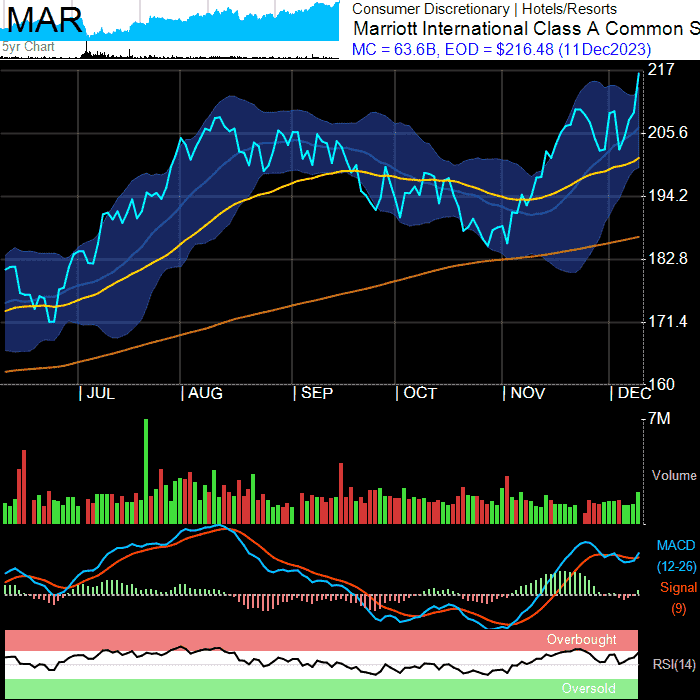 MAR
5yr Chart
Consumer Discretionary | Hotels/Resorts
Marriott International Class A Common S
MC = 63.6B, EOD = $216.48 (11Dec2023)
217
205.6
194.2
182.8
171.4
160
JUL AUG SEP OCT NOV DEC
7M
Volume
MACD
(12-26)
Signal
(9)
Overbought
RSI(14)
Oversold